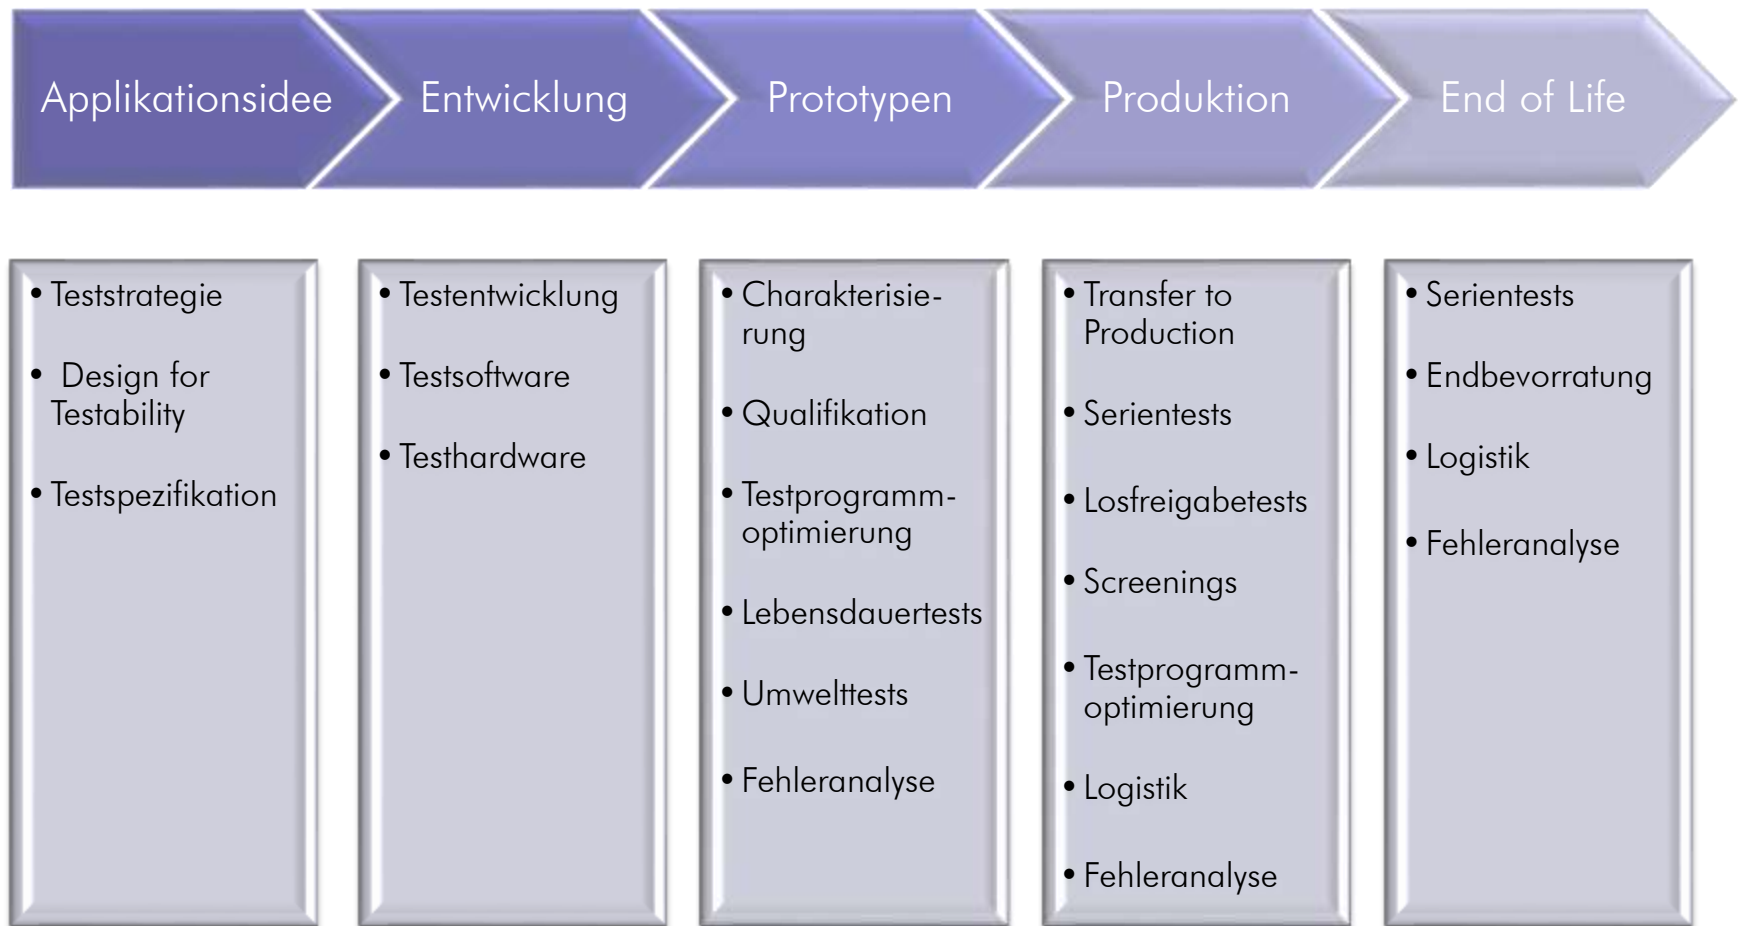 Applikationsidee
Entwicklung
Prototypen
Produktion
End of Life
• Teststrategie
• Design for
Testability
• Testspezifikation
• Testentwicklung
• Testsoftware
• Testhardware
• Charakterisie-
rung
• Qualifikation
• Testprogramm-
optimierung
• Lebensdauertests
• Umwelttests
• Fehleranalyse
• Transfer to
Production
• Serientests
• Losfreigabetests
• Screenings
• Testprogramm-
optimierung
• Logistik
• Fehleranalyse
• Serientests
• Endbevorratung
• Logistik
• Fehleranalyse